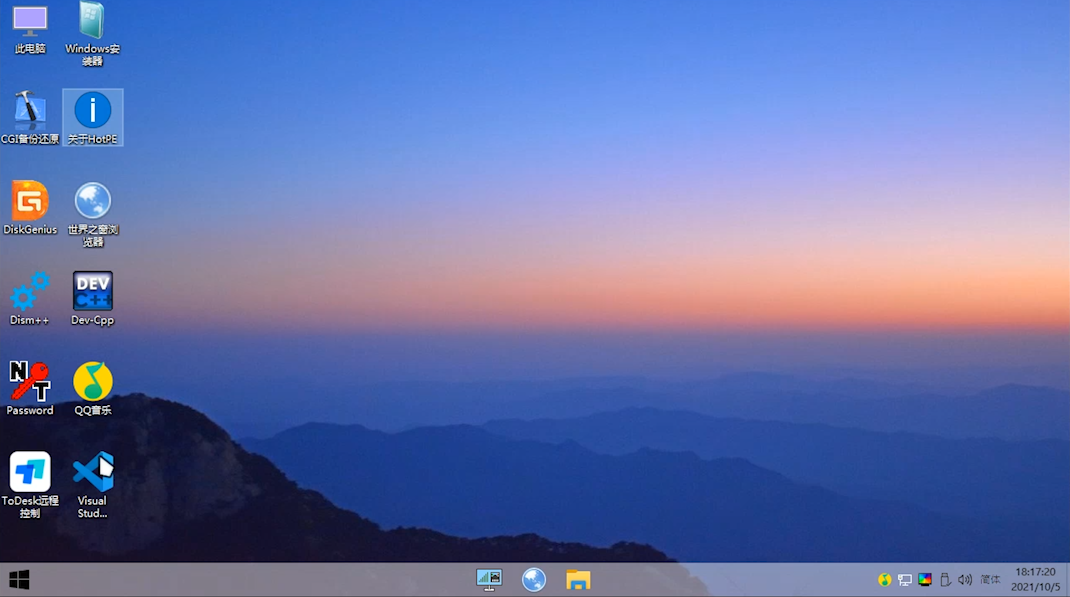 此电脑
Windows安
装器
CGI备份还原
关于HotPE
DiskGenius
世界之窗浏
览器
Dism++
DEV
C++
Dev-Cpp
N
T
Password
QQ音乐
ToDesk远程
控制
Visual
Stud...
简体
18:17:20
2021/10/5